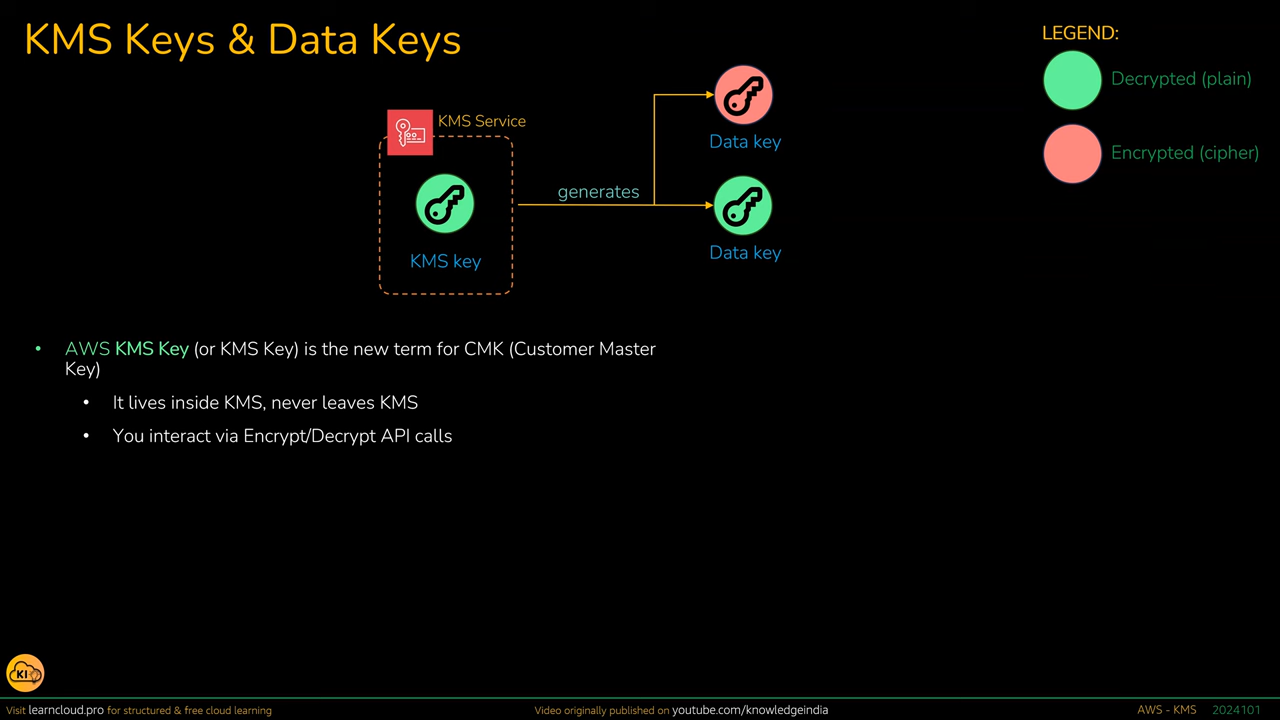 KMS Keys & Data Keys
LEGEND:
Decrypted (plain)
Encrypted (cipher)
KMS Service
KMS key
generates
Data key
Data key
• AWS KMS Key (or KMS Key) is the new term for CMK (Customer Master
Key)
• It lives inside KMS, never leaves KMS
• You interact via Encrypt/Decrypt API calls
KI
Visit learncloud.pro for structured & free cloud learning
Video originally published on youtube.com/knowledgeindia
AWS - KMS
2024101